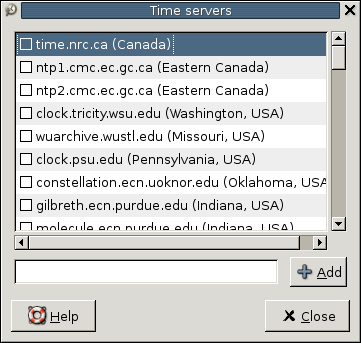 Time servers
time.nrc.ca (Canada)
ntp1.cmc.ec.gc.ca (Eastern Canada)
ntp2.cmc.ec.gc.ca (Eastern Canada)
clock.tricity.wsu.edu (Washington, USA)
wuarchive.wustl.edu (Missouri, USA)
clock.psu.edu (Pennsylvania, USA)
constellation.ecn.uoknor.edu (Oklahoma, USA
gilbreth.ecn.purdue.edu (Indiana, USA)
molecule.ecn.purdue.edu (Indiana, USA)
Add
Help
Close